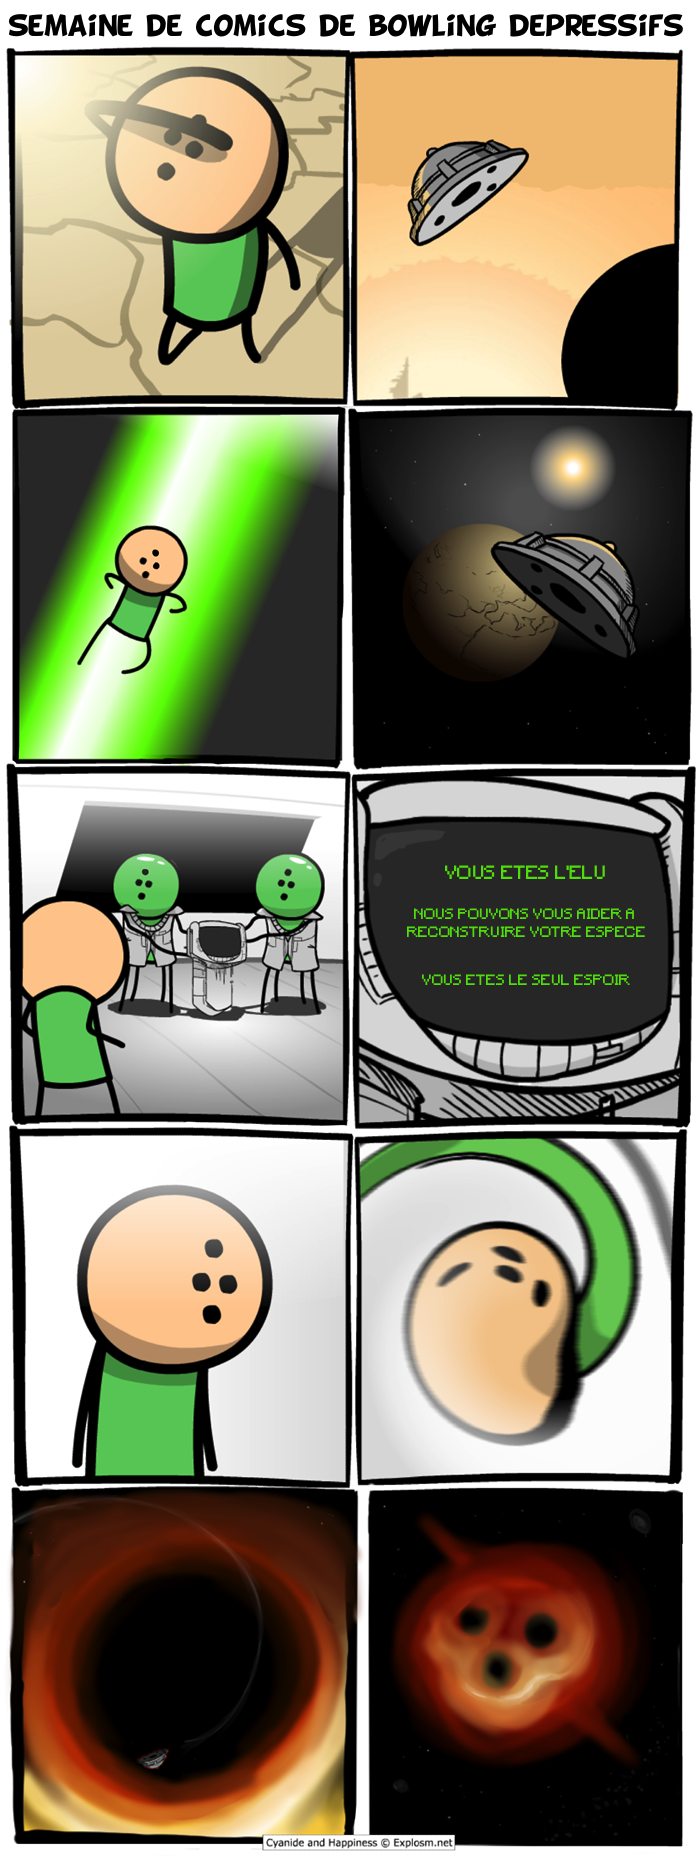 SEMAINE DE COMICS DE BOWLING DEPRESSIFS
VOUS ETES L'ELU
NOUS POUVONS VOUS AIDER A
RECONSTRUIRE VOTRE ESPECE
VOUS ETES LE SEUL ESPOIR
Cyanide and Happiness © Explosm.net